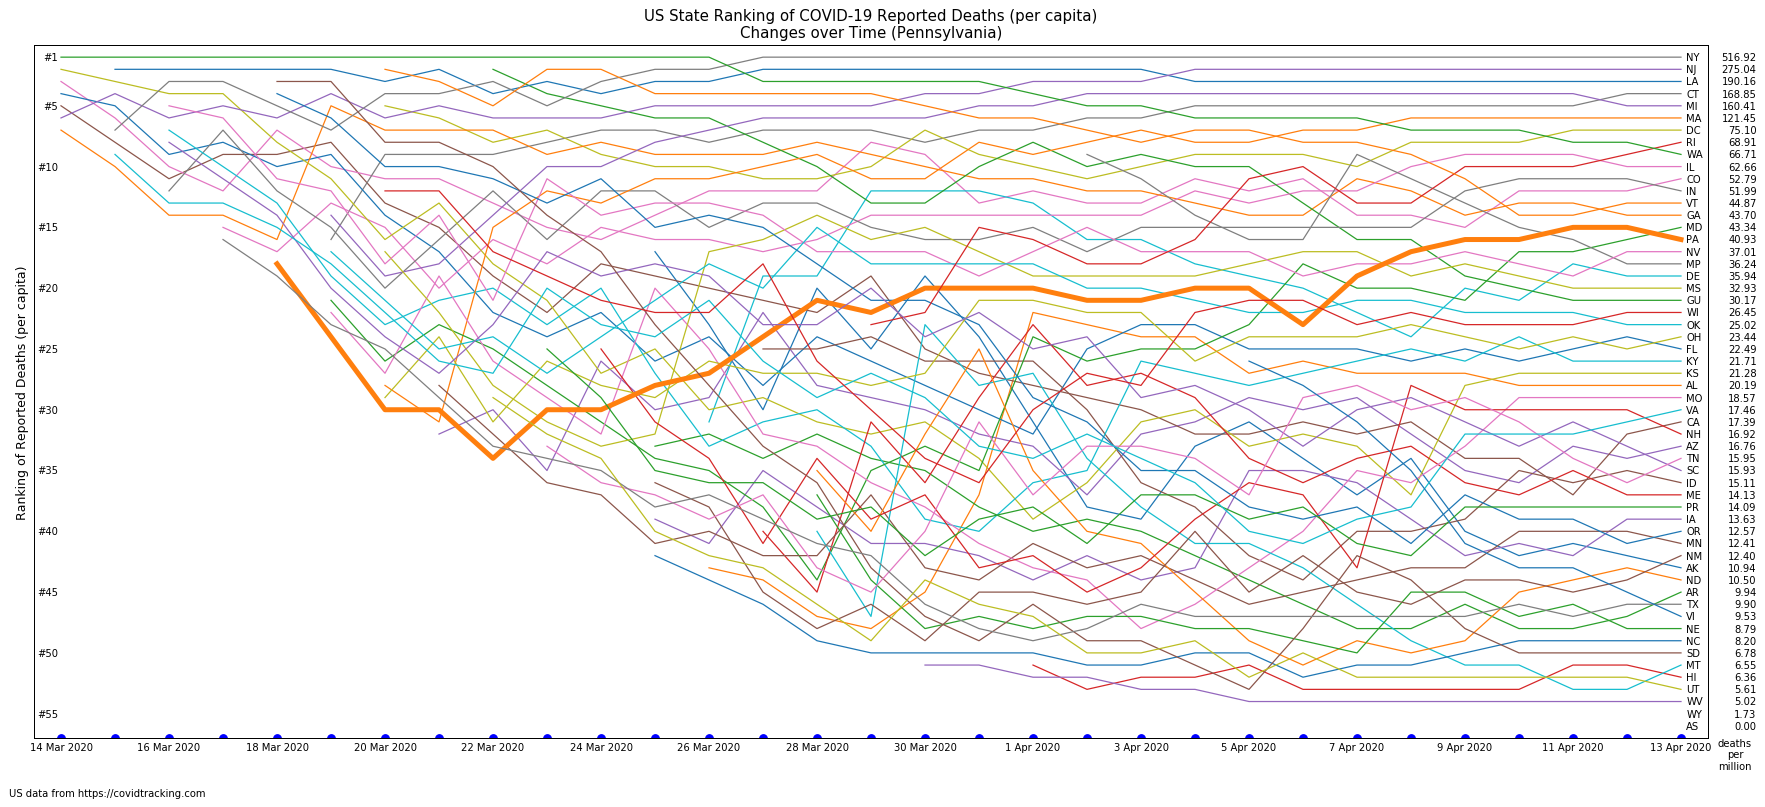 US State Ranking of COVID-19 Reported Deaths (per capita)
Changes over Time (Pennsylvania)
Ranking of Reported Deaths (per capita)
#1
#5
#10
#15
#20
#25
#30
#35
#40
#45
#50
#55
NY 516.92
NJ 275.04
LA 190.16
CT 168.85
MI 160.41
MA 121.45
DC 75.10
RI 68.91
WA 66.71
IL 62.66
CO 52.79
IN 51.99
VT 44.87
GA 43.70
MD 43.34
PA 40.93
NV 37.01
MP 36.24
DE 35.94
MS 32.93
GU 30.17
WI 26.45
OK 25.02
OH 23.44
FL 22.49
KY 21.71
KS 21.28
AL 20.19
MO 18.57
VA 17.46
CA 17.39
NH 16.92
AZ 16.76
TN 15.95
SC 15.93
ID 15.11
ME 14.13
PR 14.09
IA 13.63
OR 12.57
MN 12.41
NM 12.40
AK 10.94
ND 10.50
AR 9.94
TX 9.90
VI 9.53
NE 8.79
NC 8.20
SD 6.78
MT 6.55
HI 6.36
UT 5.61
WV 5.02
WY 1.73
AS 0.00
14 Mar 2020 16 Mar 2020 18 Mar 2020 20 Mar 2020 22 Mar 2020 24 Mar 2020 26 Mar 2020 28 Mar 2020 30 Mar 2020 1 Apr 2020 3 Apr 2020 5 Apr 2020 7 Apr 2020 9 Apr 2020 11 Apr 2020 13 Apr 2020
deaths
per
million
US data from https://covidtracking.com